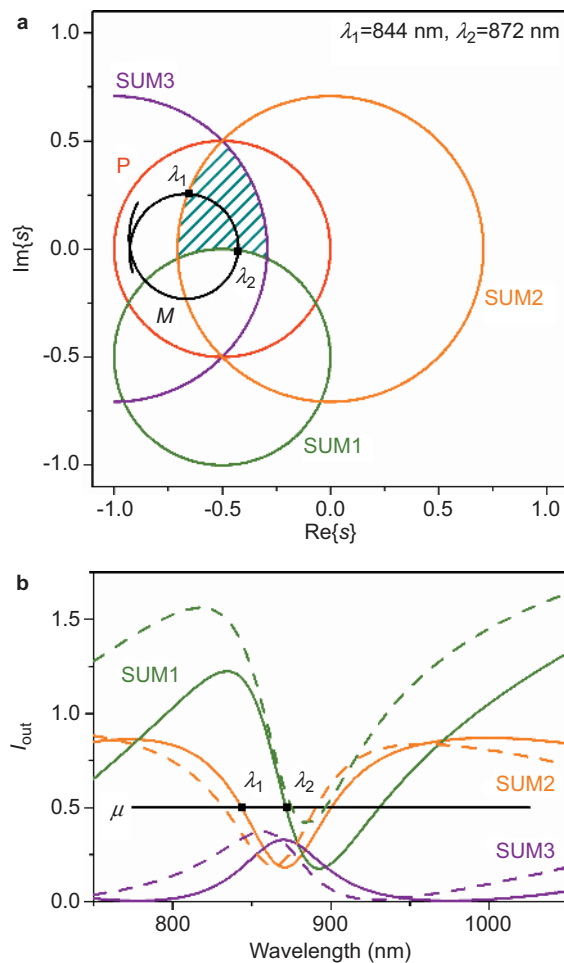 a
λ1=844 nm, λ2=872 nm
1.0
0.5
0.0
-0.5
-1.0
Im{s}
SUM3
P
λ1
λ2
M
SUM2
SUM1
-1.0 -0.5 0.0 0.5 1.0
Re{s}
b
1.5
1.0
0.5
0.0
Iout
SUM1
λ1 λ2
μ
SUM2
SUM3
800 900 1000
Wavelength (nm)